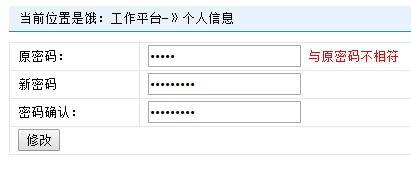 当前位置是饿：工作平台-》个人信息
原密码： ••••• 与原密码不相符
新密码 •••••••••
密码确认： •••••••••
修改